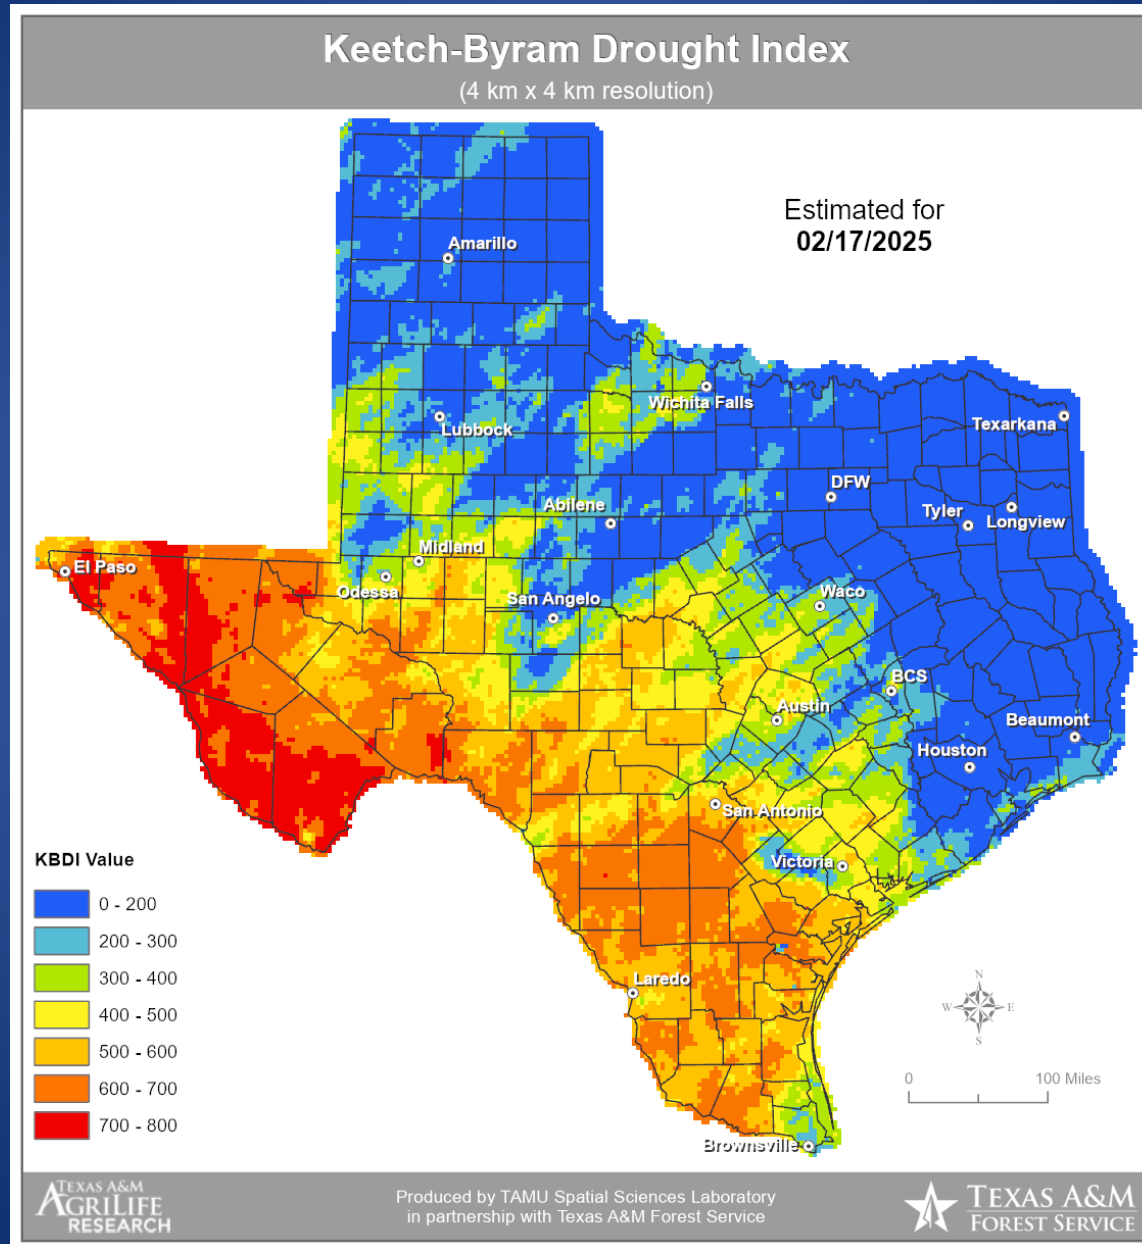 Keetch-Byram Drought Index
(4 km x 4 km resolution)
Estimated for
02/17/2025
Amarillo
Wichita Falls
Lubbock
Texarkana
DFW
Abilene
Tyler
Longview
Midland
El Paso
Odessa
San Angelo
Waco
BCS
Austin
Beaumont
Houston
San Antonio
Victoria
Laredo
Brownsville
KBDI Value
0 - 200
200 - 300
300 - 400
400 - 500
500 - 600
600 - 700
700 - 800
N
W
E
S
0
100 Miles
TEXAS A&M
AGRILIFE
RESEARCH
Produced by TAMU Spatial Sciences Laboratory
in partnership with Texas A&M Forest Service
TEXAS A&M
FOREST SERVICE